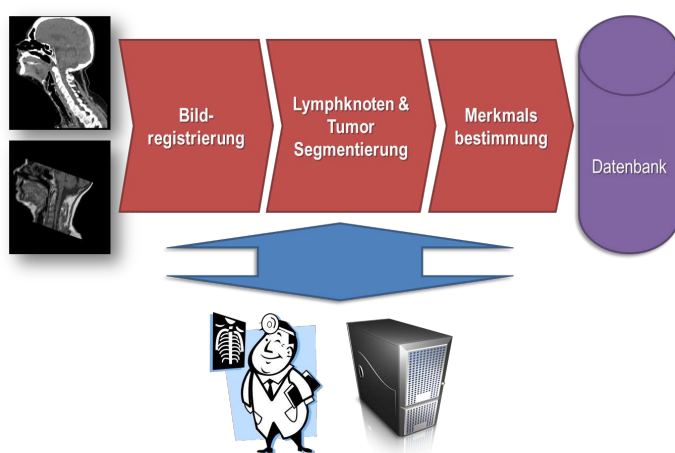 Bild-
registrierung
Lymphknoten &
Tumor
Segmentierung
Merkmals
bestimmung
Datenbank